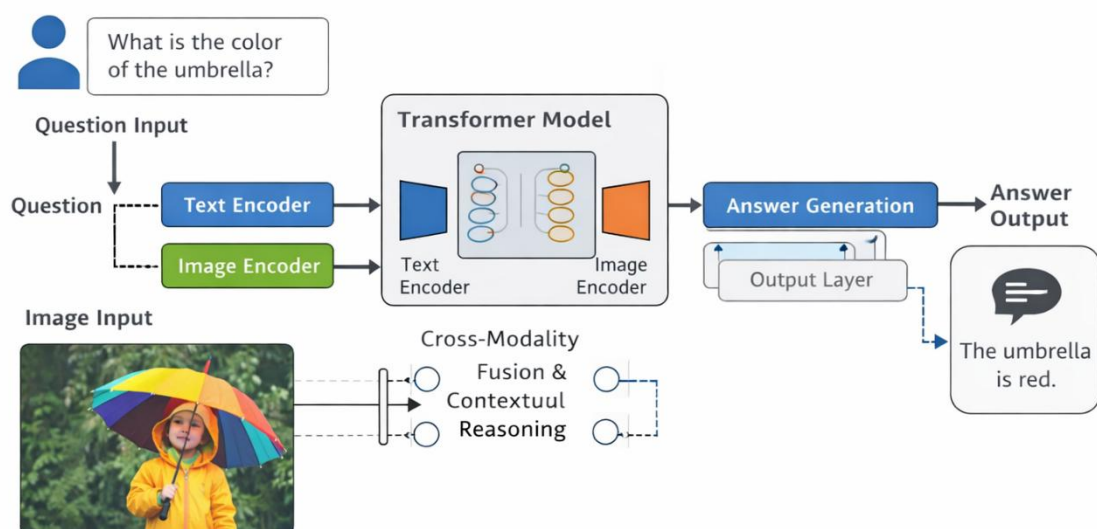 What is the color
of the umbrella?
Question Input
Transformer Model
Question
Text Encoder
Image Encoder
Text
Encoder
Image
Encoder
Answer Generation
Output Layer
Answer
Output
The umbrella
is red.
Image Input
Cross-Modality
Fusion &
Contextuul
Reasoning